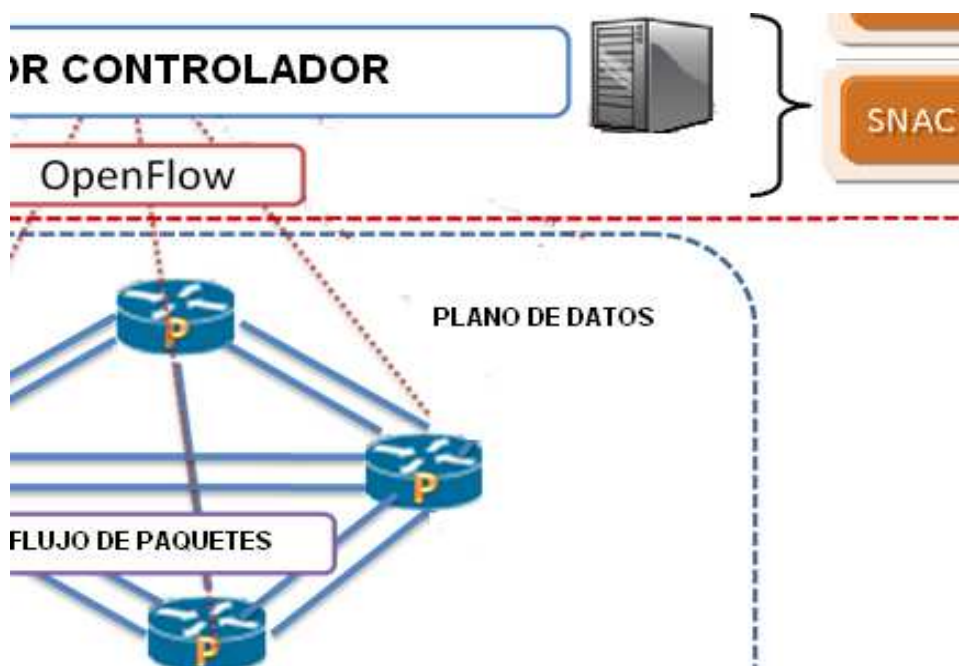 OR CONTROLADOR
SNAC
OpenFlow
PLANO DE DATOS
P
P
FLUJO DE PAQUETES
P